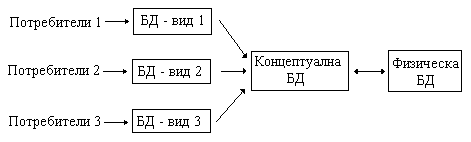 Потребители 1
БД - вид 1
Потребители 2
БД - вид 2
Концептуална
БД
Физическа
БД
Потребители 3
БД - вид 3